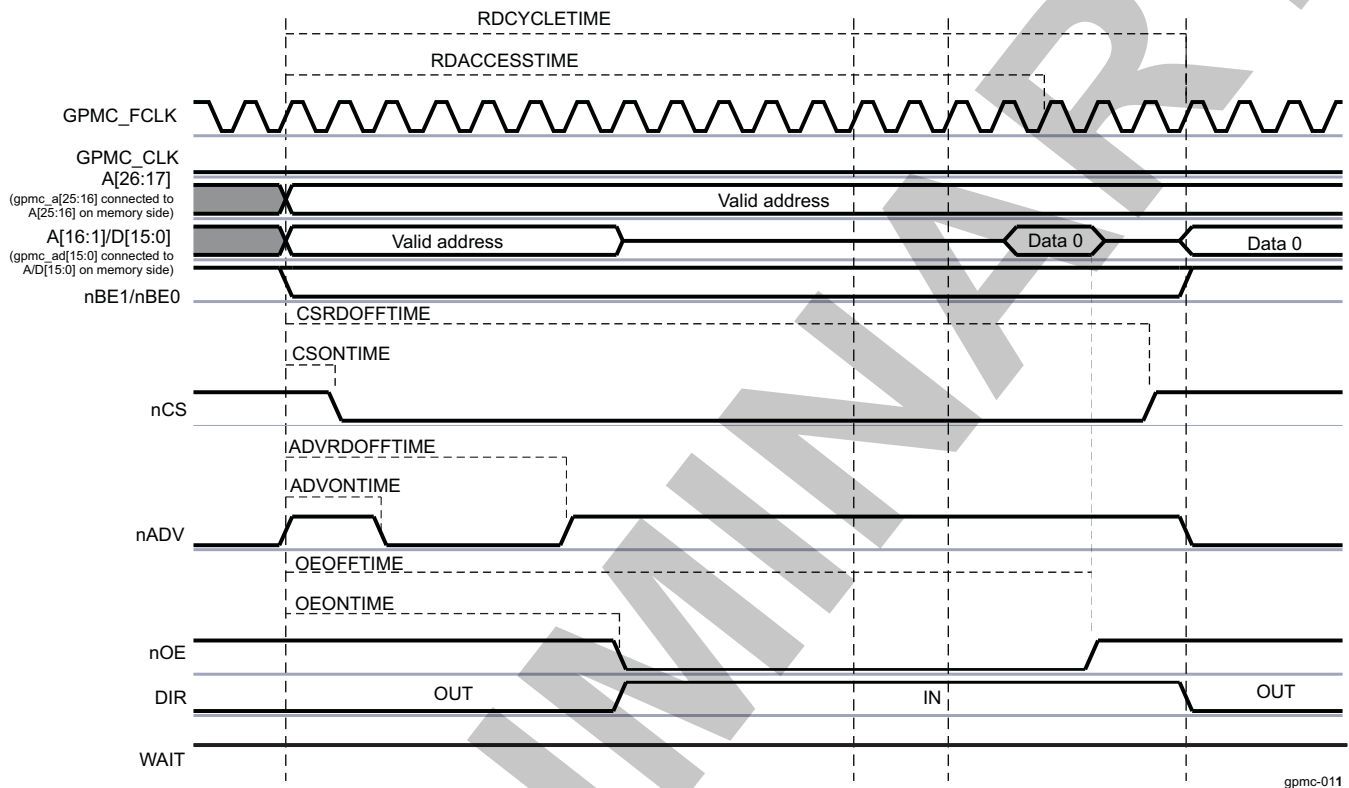 RDCYCLETIME
RDACCESSTIME
GPMC_FCLK
GPMC_CLK
A[26:17]
(gpmc_a[25:16] connected to
A[25:16] on memory side)
Valid address
A[16:1]/D[15:0]
(gpmc_ad[15:0] connected to
A/D[15:0] on memory side)
Valid address
Data 0
Data 0
nBE1/nBE0
CSRDOFFTIME
CSONTIME
nCS
ADVRDOFFTIME
ADVONTIME
nADV
OEOFFTIME
OEONTIME
nOE
DIR
OUT
IN
OUT
WAIT
gpmc-011
IMINAR